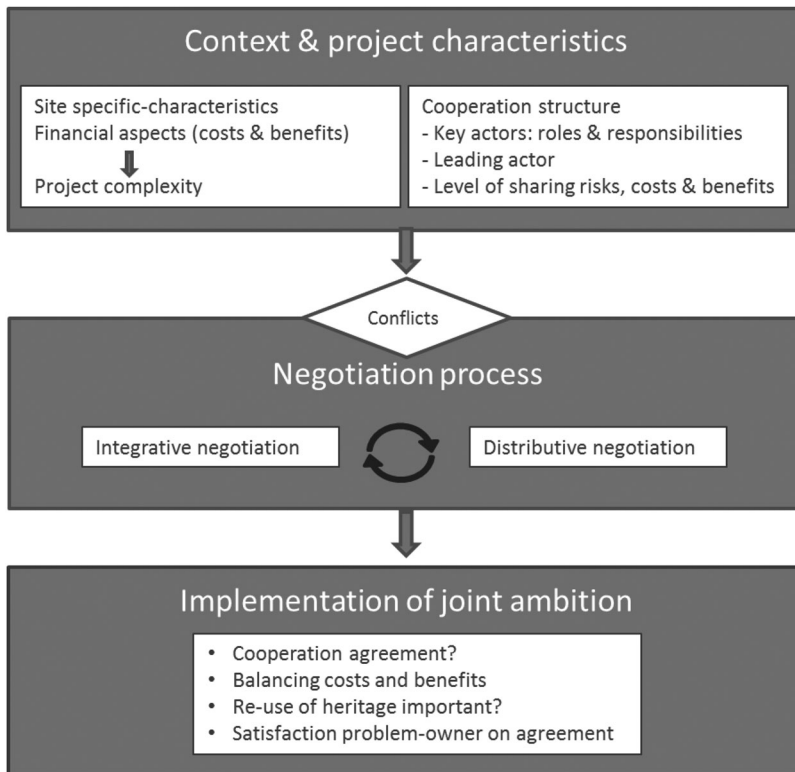 Context & project characteristics
Site specific-characteristics
Financial aspects (costs & benefits)
Project complexity
Cooperation structure
- Key actors: roles & responsibilities
- Leading actor
- Level of sharing risks, costs & benefits
Conflicts
Negotiation process
Integrative negotiation
Distributive negotiation
Implementation of joint ambition
• Cooperation agreement?
• Balancing costs and benefits
• Re-use of heritage important?
• Satisfaction problem-owner on agreement